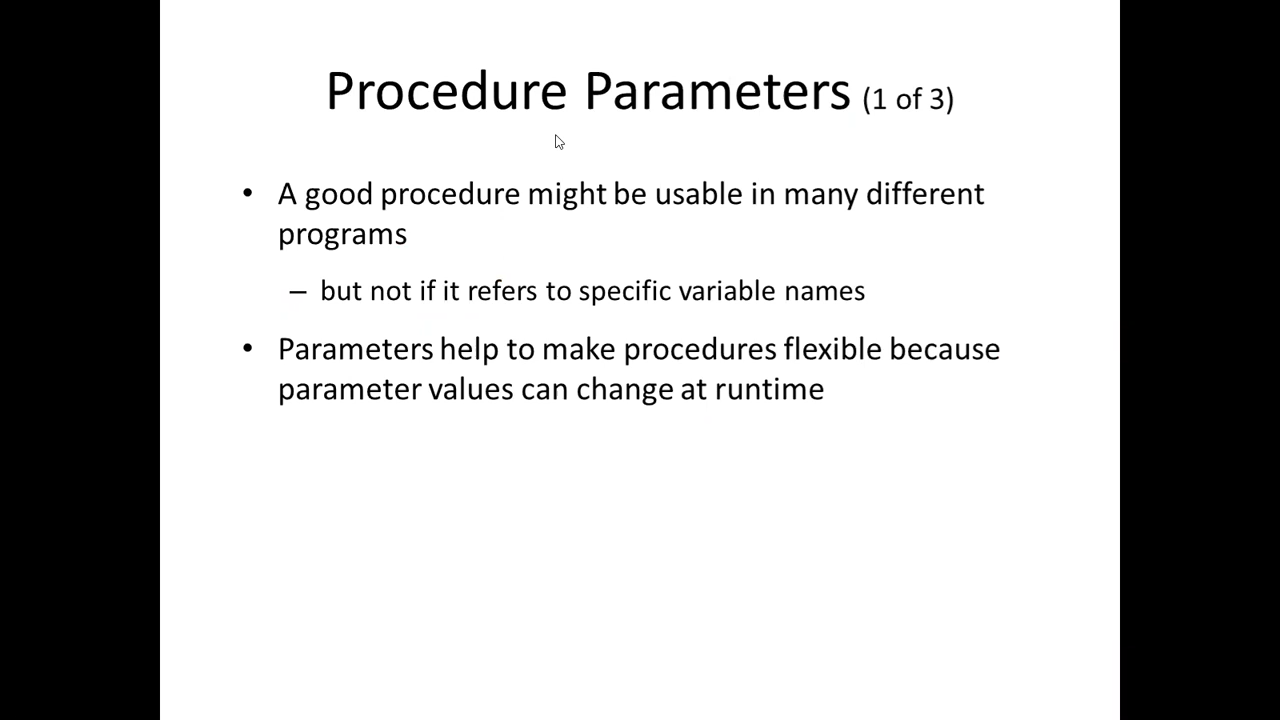 Procedure Parameters (1 of 3)
• A good procedure might be usable in many different
programs
– but not if it refers to specific variable names
• Parameters help to make procedures flexible because
parameter values can change at runtime